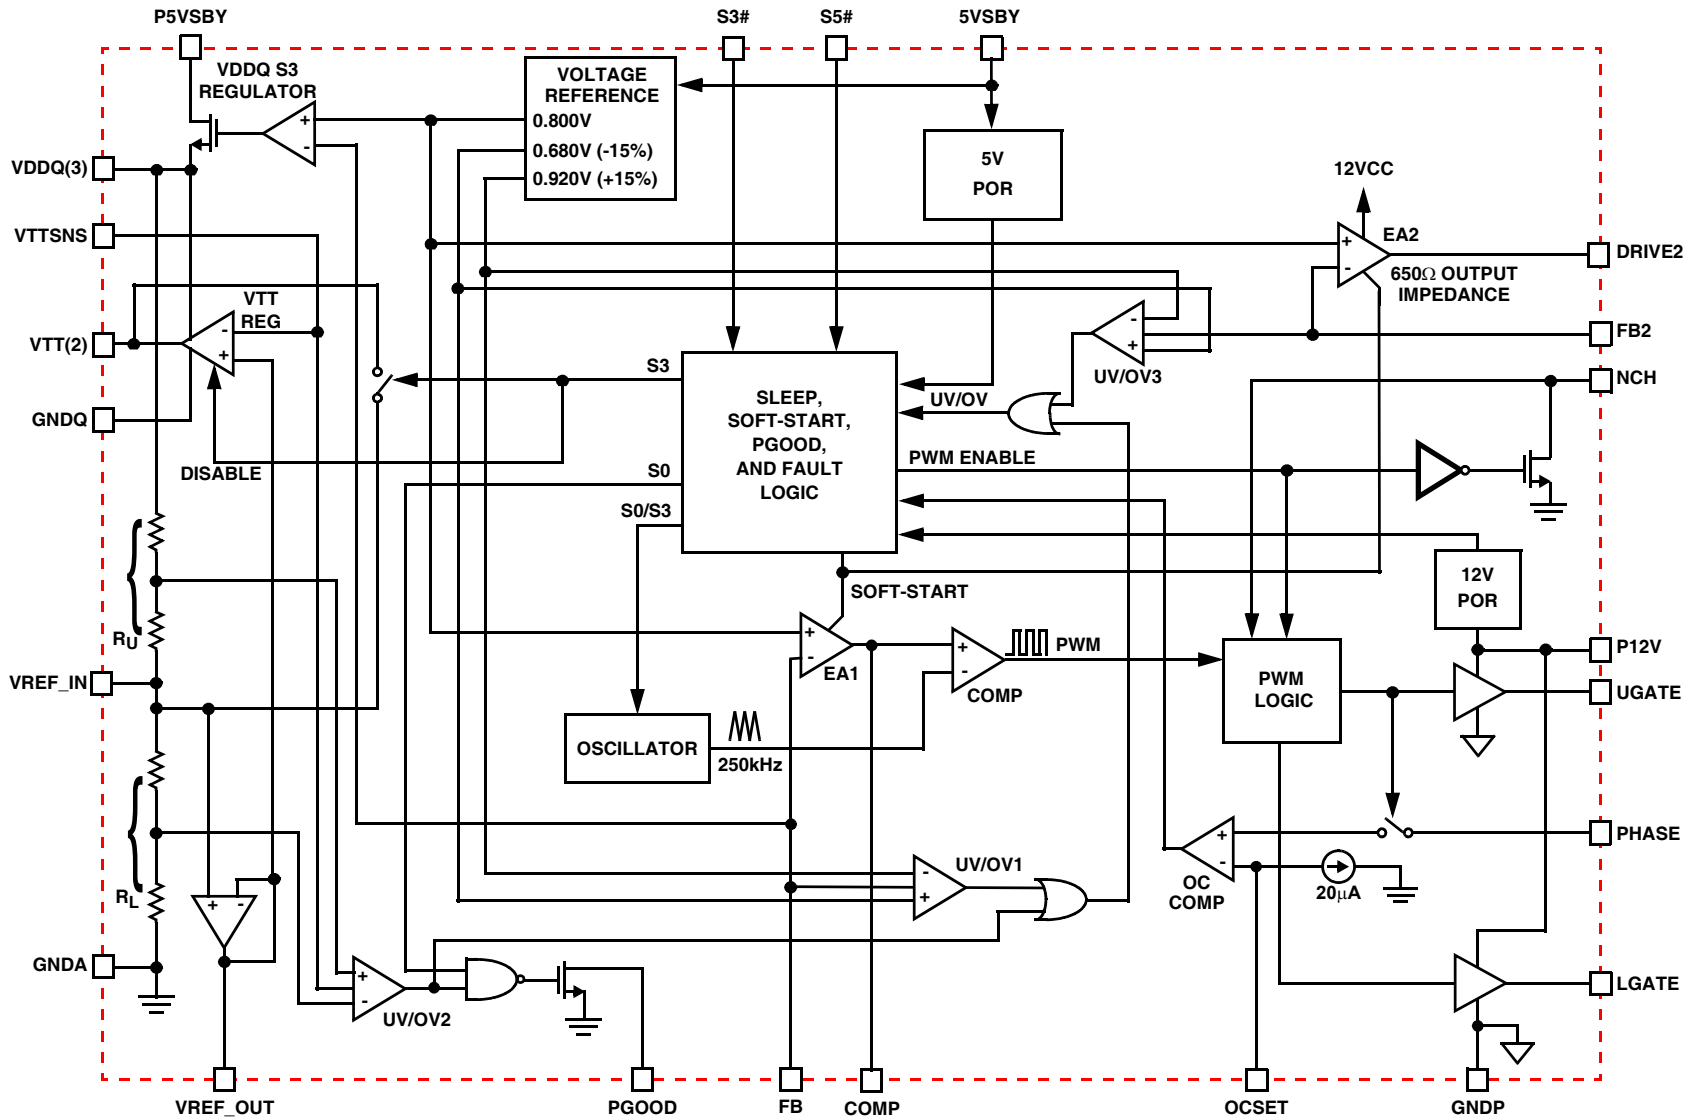 P5VSBY
S3#
S5#
5VSBY
VDDQ S3
REGULATOR
VOLTAGE
REFERENCE
0.800V
0.680V (-15%)
0.920V (+15%)
+
-
5V
POR
12VCC
VDDQ(3)
VTTSNS
+
-
EA2
DRIVE2
650Ω OUTPUT
IMPEDANCE
VTT
REG
-
+
VTT(2)
-
+
UV/OV3
FB2
S3
SLEEP,
SOFT-START,
PGOOD,
AND FAULT
LOGIC
UV/OV
NCH
GNDQ
DISABLE
S0
PWM ENABLE
S0/S3
12V
POR
SOFT-START
RU
+
-
EA1
+
-
COMP
PWM
PWM
LOGIC
P12V
VREF_IN
UGATE
OSCILLATOR
250kHz
PHASE
+
-
OC
COMP
20µA
UV/OV1
-
+
RL
+
-
GNDA
+
-
UV/OV2
LGATE
VREF_OUT
PGOOD
FB
COMP
OCSET
GNDP